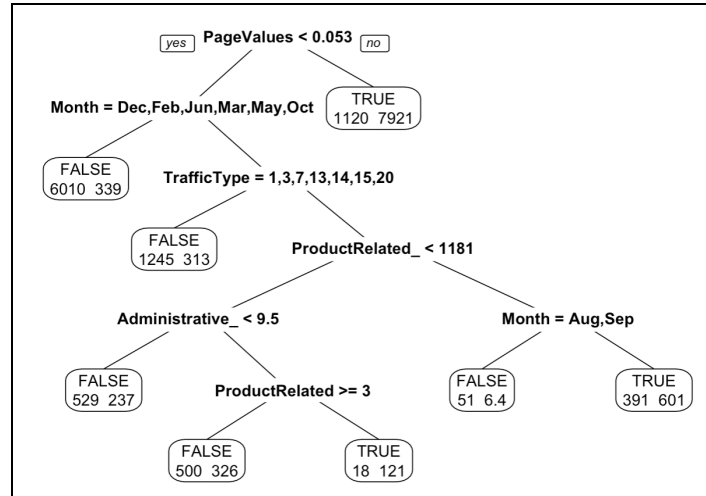 yes PageValues < 0.053 no
Month = Dec,Feb,Jun,Mar,May,Oct
TRUE
1120 7921
FALSE
6010 339
TrafficType = 1,3,7,13,14,15,20
FALSE
1245 313
ProductRelated_ < 1181
Administrative_ < 9.5
Month = Aug,Sep
FALSE
529 237
ProductRelated >= 3
FALSE
51 6.4
TRUE
391 601
FALSE
500 326
TRUE
18 121